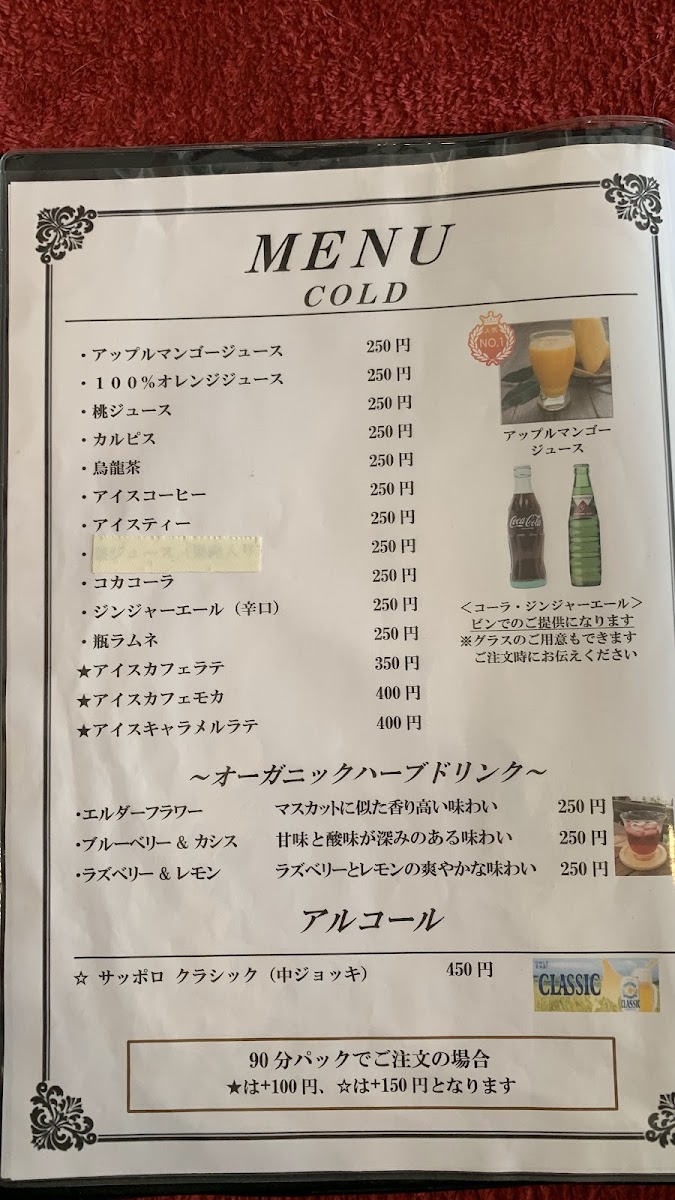 MENU
COLD
・アップルマンゴージュース 250円
・１００％オレンジジュース 250円
・桃ジュース 250円
・カルピス 250円
・烏龍茶 250円
・アイスコーヒー 250円
・アイスティー 250円
・ 250円
・コカコーラ 250円
・ジンジャーエール（辛口） 250円
・瓶ラムネ 250円
★アイスカフェラテ 350円
★アイスカフェモカ 400円
★アイスキャラメルラテ 400円
人気
NO.1
アップルマンゴー
ジュース
Coca-Cola
＜コーラ・ジンジャーエール＞
ビンでのご提供になります
※グラスのご用意もできます
ご注文時にお伝えください
～オーガニックハーブドリンク～
・エルダーフラワー マスカットに似た香り高い味わい 250円
・ブルーベリー & カシス 甘味と酸味が深みのある味わい 250円
・ラズベリー & レモン ラズベリーとレモンの爽やかな味わい 250円
アルコール
☆ サッポロ クラシック（中ジョッキ） 450円
CLASSIC
CLASSIC
90分パックでご注文の場合
★は+100円、☆は+150円となります